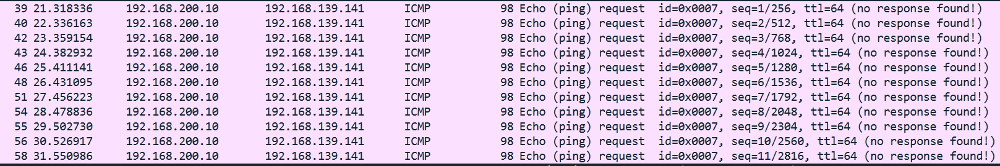 39 21.318336 192.168.200.10 192.168.139.141 ICMP 98 Echo (ping) request id=0x0007, seq=1/256, ttl=64 (no response found!)
40 22.336163 192.168.200.10 192.168.139.141 ICMP 98 Echo (ping) request id=0x0007, seq=2/512, ttl=64 (no response found!)
42 23.359154 192.168.200.10 192.168.139.141 ICMP 98 Echo (ping) request id=0x0007, seq=3/768, ttl=64 (no response found!)
43 24.382932 192.168.200.10 192.168.139.141 ICMP 98 Echo (ping) request id=0x0007, seq=4/1024, ttl=64 (no response found!)
46 25.411141 192.168.200.10 192.168.139.141 ICMP 98 Echo (ping) request id=0x0007, seq=5/1280, ttl=64 (no response found!)
48 26.431095 192.168.200.10 192.168.139.141 ICMP 98 Echo (ping) request id=0x0007, seq=6/1536, ttl=64 (no response found!)
51 27.456223 192.168.200.10 192.168.139.141 ICMP 98 Echo (ping) request id=0x0007, seq=7/1792, ttl=64 (no response found!)
54 28.478836 192.168.200.10 192.168.139.141 ICMP 98 Echo (ping) request id=0x0007, seq=8/2048, ttl=64 (no response found!)
55 29.502730 192.168.200.10 192.168.139.141 ICMP 98 Echo (ping) request id=0x0007, seq=9/2304, ttl=64 (no response found!)
56 30.526917 192.168.200.10 192.168.139.141 ICMP 98 Echo (ping) request id=0x0007, seq=10/2560, ttl=64 (no response found!)
58 31.550986 192.168.200.10 192.168.139.141 ICMP 98 Echo (ping) request id=0x0007, seq=11/2816, ttl=64 (no response found!)